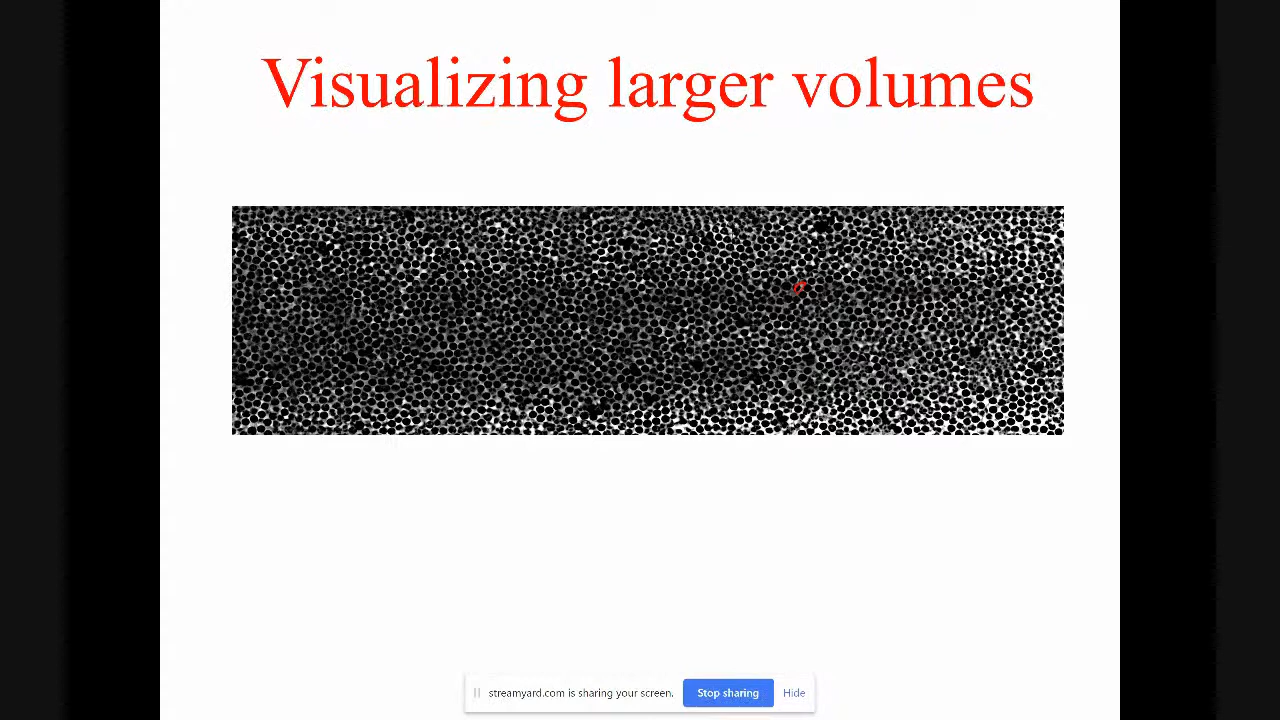 Visualizing larger volumes
streamyard.com is sharing your screen.
Stop sharing
Hide